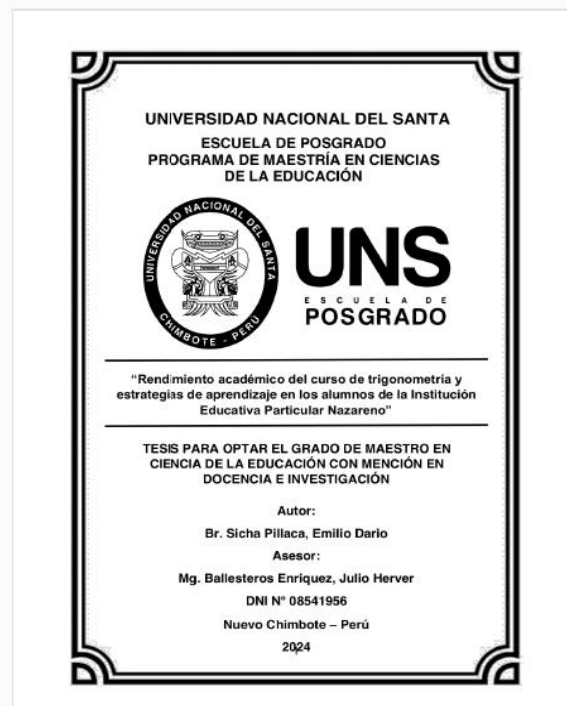 UNIVERSIDAD NACIONAL DEL SANTA
ESCUELA DE POSGRADO
PROGRAMA DE MAESTRÍA EN CIENCIAS
DE LA EDUCACIÓN
UNIVERSIDAD NACIONAL DEL SANTA
CHIMBOTE - PERÚ
UNS
ESCUELA DE
POSGRADO
“Rendimiento académico del curso de trigonometría y
estrategias de aprendizaje en los alumnos de la Institución
Educativa Particular Nazareno”
TESIS PARA OPTAR EL GRADO DE MAESTRO EN
CIENCIA DE LA EDUCACIÓN CON MENCIÓN EN
DOCENCIA E INVESTIGACIÓN
Autor:
Br. Sicha Pillaca, Emilio Dario
Asesor:
Mg. Ballesteros Enriquez, Julio Herver
DNI N° 08541956
Nuevo Chimbote – Perú
2024